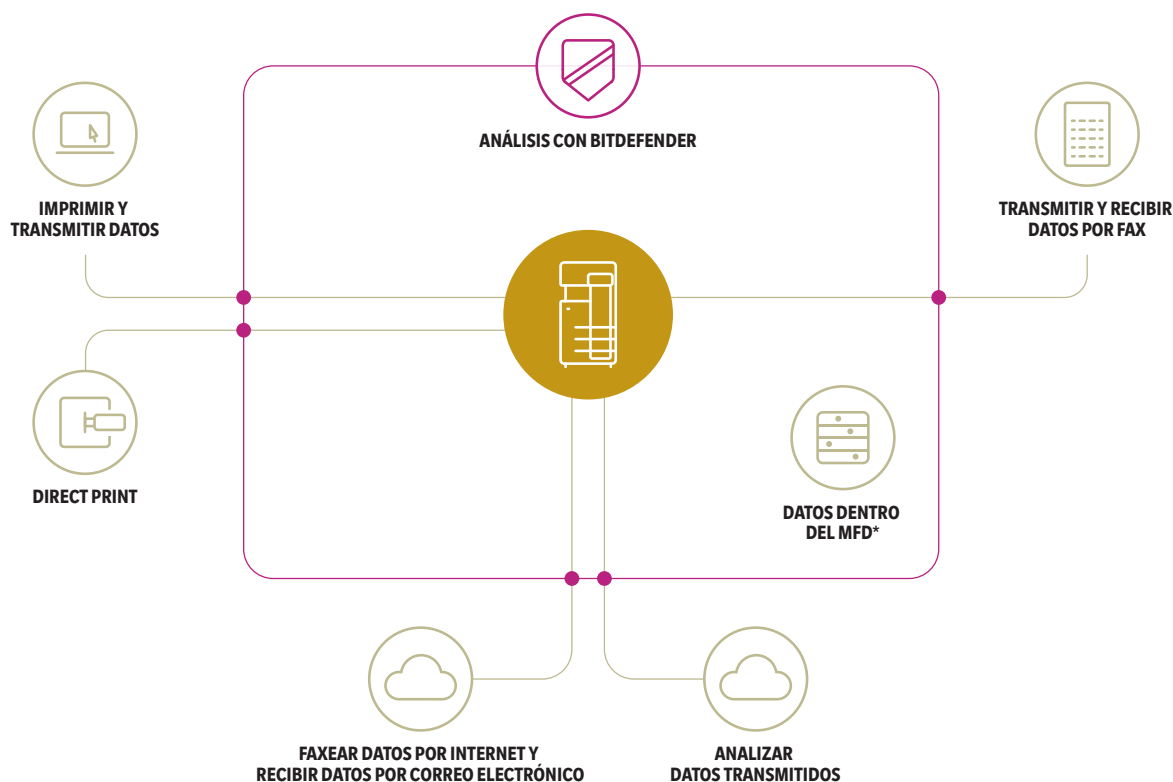 ANÁLISIS CON BITDEFENDER
IMPRIMIR Y
TRANSMITIR DATOS
TRANSMITIR Y RECIBIR
DATOS POR FAX
DIRECT PRINT
DATOS DENTRO
DEL MFD*
FAXEAR DATOS POR INTERNET Y
RECIBIR DATOS POR CORREO ELECTRÓNICO
ANALIZAR
DATOS TRANSMITIDOS